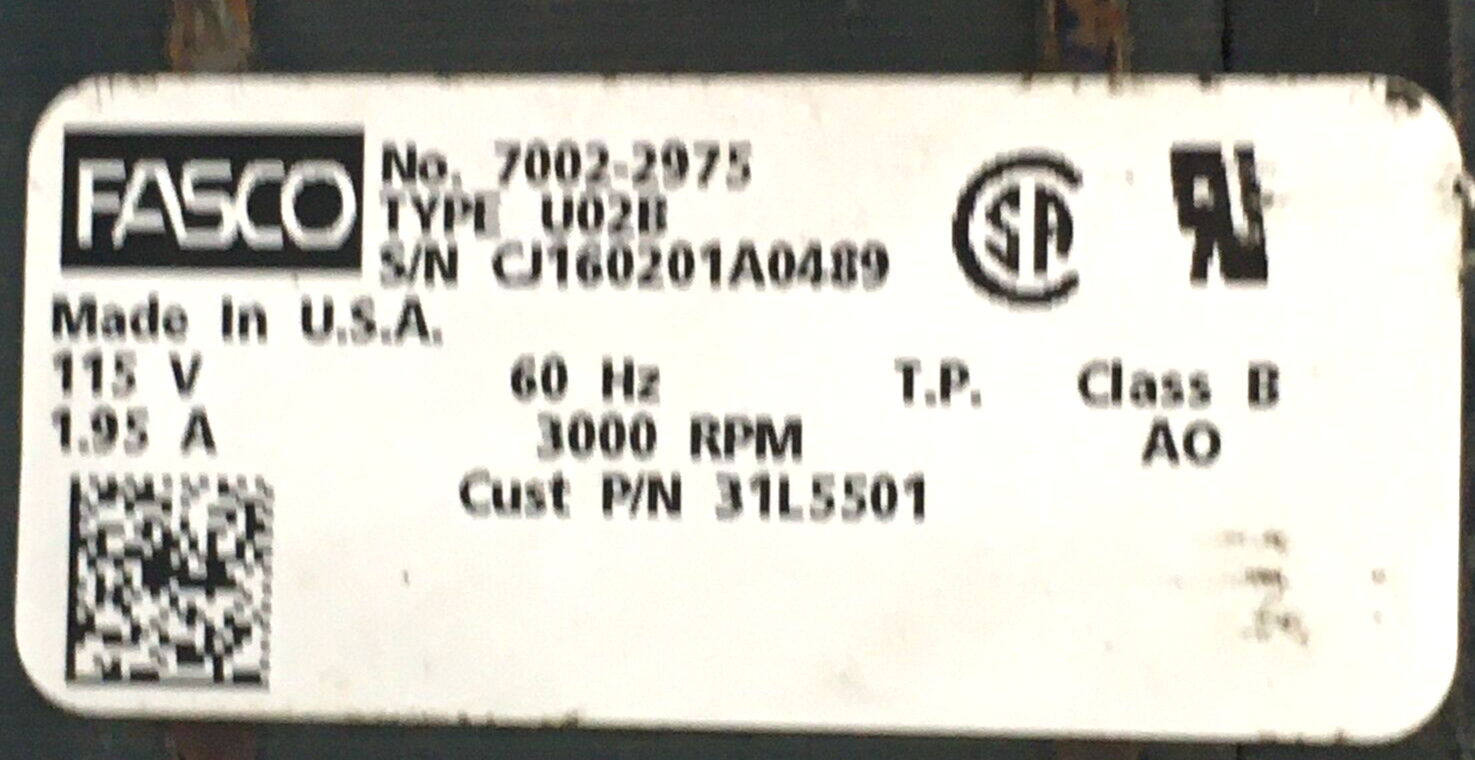 FASCO
No. 7002-2975
TYPE U02B
S/N CJ160201A0489
Made In U.S.A.
115 V 60 Hz T.P. Class B
1.95 A 3000 RPM AO
Cust P/N 31L5501